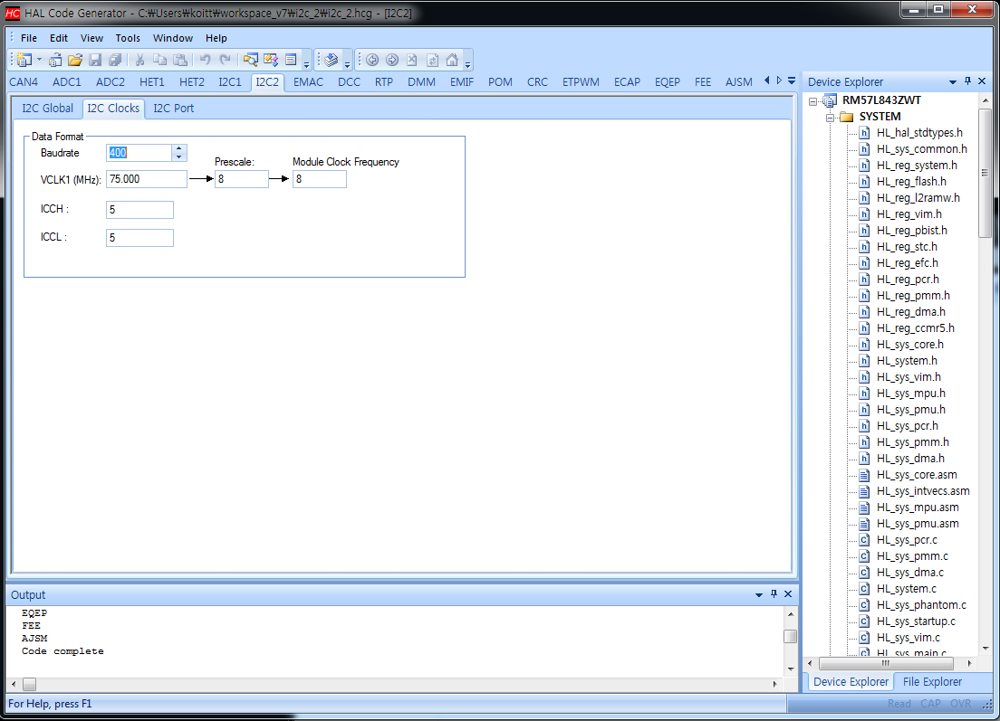 HC HAL Code Generator - C:₩Users₩koitt₩workspace_v7₩i2c_2₩i2c_2.hcg - [I2C2]
File Edit View Tools Window Help
CAN4 ADC1 ADC2 HET1 HET2 I2C1 I2C2 EMAC DCC RTP DMM EMIF POM CRC ETPWM ECAP EQEP FEE AJSM
I2C Global I2C Clocks I2C Port
Data Format
Baudrate 400
VCLK1 (MHz): 75.000
Prescale:
8
Module Clock Frequency
8
ICCH : 5
ICCL : 5
Device Explorer
RM57L843ZWT
SYSTEM
HL_hal_stdtypes.h
HL_sys_common.h
HL_reg_system.h
HL_reg_flash.h
HL_reg_l2ramw.h
HL_reg_vim.h
HL_reg_pbist.h
HL_reg_stc.h
HL_reg_efc.h
HL_reg_pcr.h
HL_reg_pmm.h
HL_reg_dma.h
HL_reg_ccmr5.h
HL_sys_core.h
HL_system.h
HL_sys_vim.h
HL_sys_mpu.h
HL_sys_pmu.h
HL_sys_pcr.h
HL_sys_pmm.h
HL_sys_dma.h
HL_sys_core.asm
HL_sys_intvecs.asm
HL_sys_mpu.asm
HL_sys_pmu.asm
HL_sys_pcr.c
HL_sys_pmm.c
HL_sys_dma.c
HL_system.c
HL_sys_phantom.c
HL_sys_startup.c
HL_sys_vim.c
HL_sys_main.c
Device Explorer File Explorer
Output
EQEP
FEE
AJSM
Code complete
For Help, press F1
Read CAP OVR